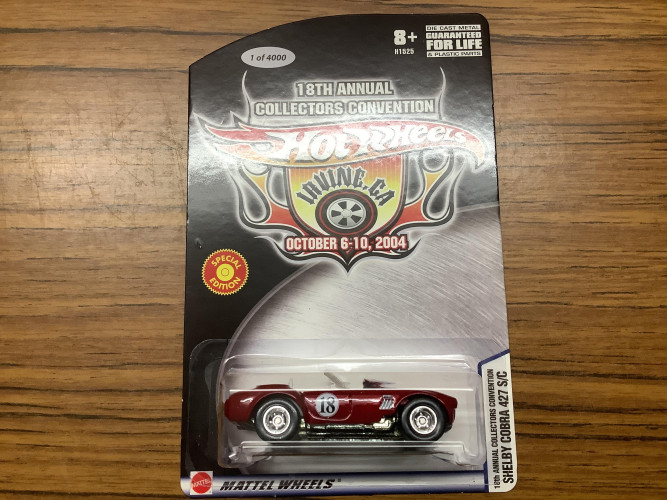 1 of 4000
8+
H1525
DIE CAST METAL
GUARANTEED
FOR LIFE
& PLASTIC PARTS
18TH ANNUAL
COLLECTORS CONVENTION
HOT WHEELS
IRVINE, CA
OCTOBER 6-10, 2004
SPECIAL
EDITION
18
18th ANNUAL COLLECTORS CONVENTION
SHELBY COBRA 427 S/C
MATTEL
MATTEL WHEELS